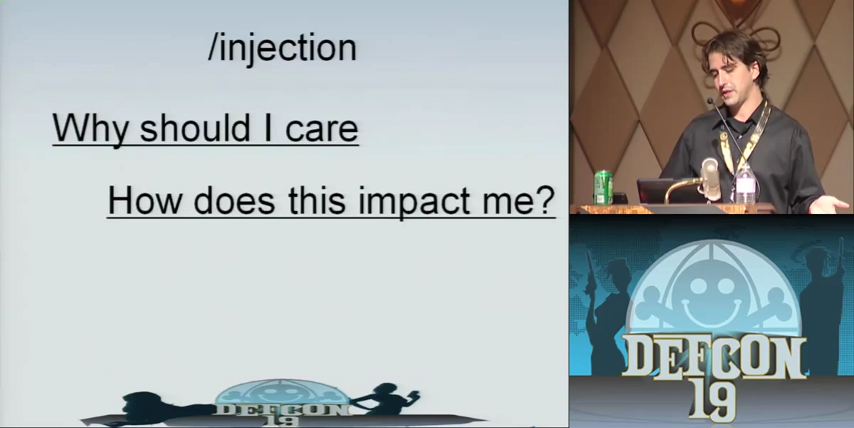 /injection
Why should I care
How does this impact me?
DEFCON
19
DEFCON
19